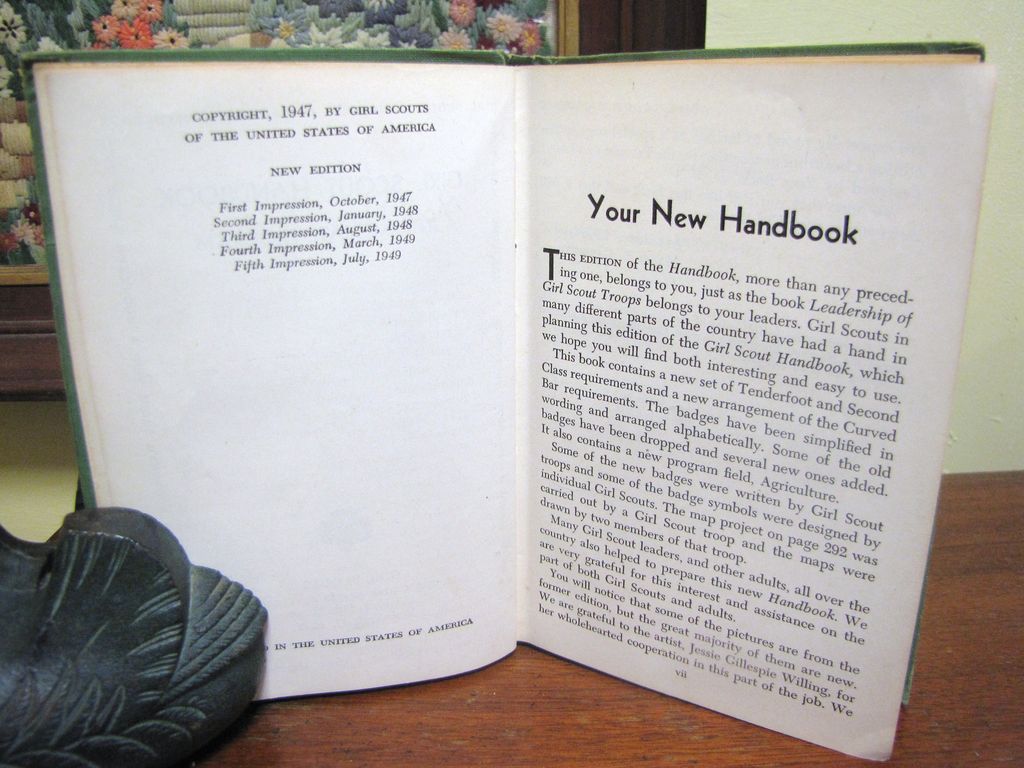 COPYRIGHT, 1947, BY GIRL SCOUTS
OF THE UNITED STATES OF AMERICA
NEW EDITION
First Impression, October, 1947
Second Impression, January, 1948
Third Impression, August, 1948
Fourth Impression, March, 1949
Fifth Impression, July, 1949
IN THE UNITED STATES OF AMERICA
Your New Handbook
THIS EDITION of the Handbook, more than any preced-
ing one, belongs to you, just as the book Leadership of
Girl Scout Troops belongs to your leaders. Girl Scouts in
many different parts of the country have had a hand in
planning this edition of the Girl Scout Handbook, which
we hope you will find both interesting and easy to use.
This book contains a new set of Tenderfoot and Second
Class requirements and a new arrangement of the Curved
Bar requirements. The badges have been simplified in
wording and arranged alphabetically. Some of the old
badges have been dropped and several new ones added.
It also contains a new program field, Agriculture.
Some of the new badges were written by Girl Scout
troops and some of the badge symbols were designed by
individual Girl Scouts. The map project on page 292 was
carried out by a Girl Scout troop and the maps were
drawn by two members of that troop.
Many Girl Scout leaders, and other adults, all over the
country also helped to prepare this new Handbook. We
are very grateful for this interest and assistance on the
part of both Girl Scouts and adults.
You will notice that some of the pictures are from the
former edition, but the great majority of them are new.
We are grateful to the artist, Jessie Gillespie Willing, for
her wholehearted cooperation in this part of the job. We
vii